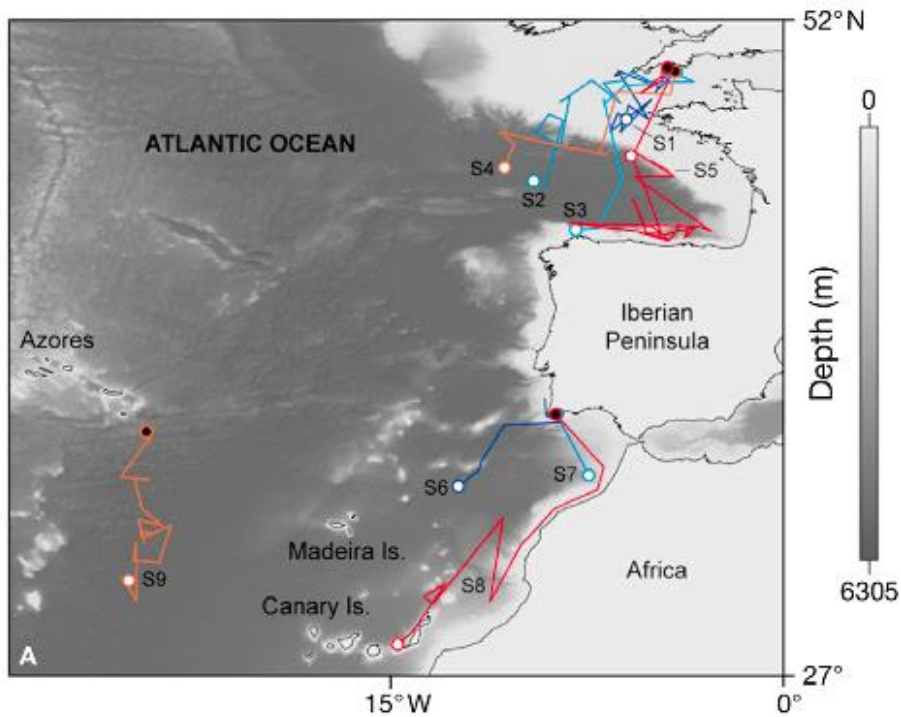 52°N
0
ATLANTIC OCEAN
S1
S4
S5
S2
S3
Iberian
Peninsula
Depth (m)
Azores
S6
S7
Madeira Is.
S9
S8
Africa
Canary Is.
6305
A
27°
15°W
0°